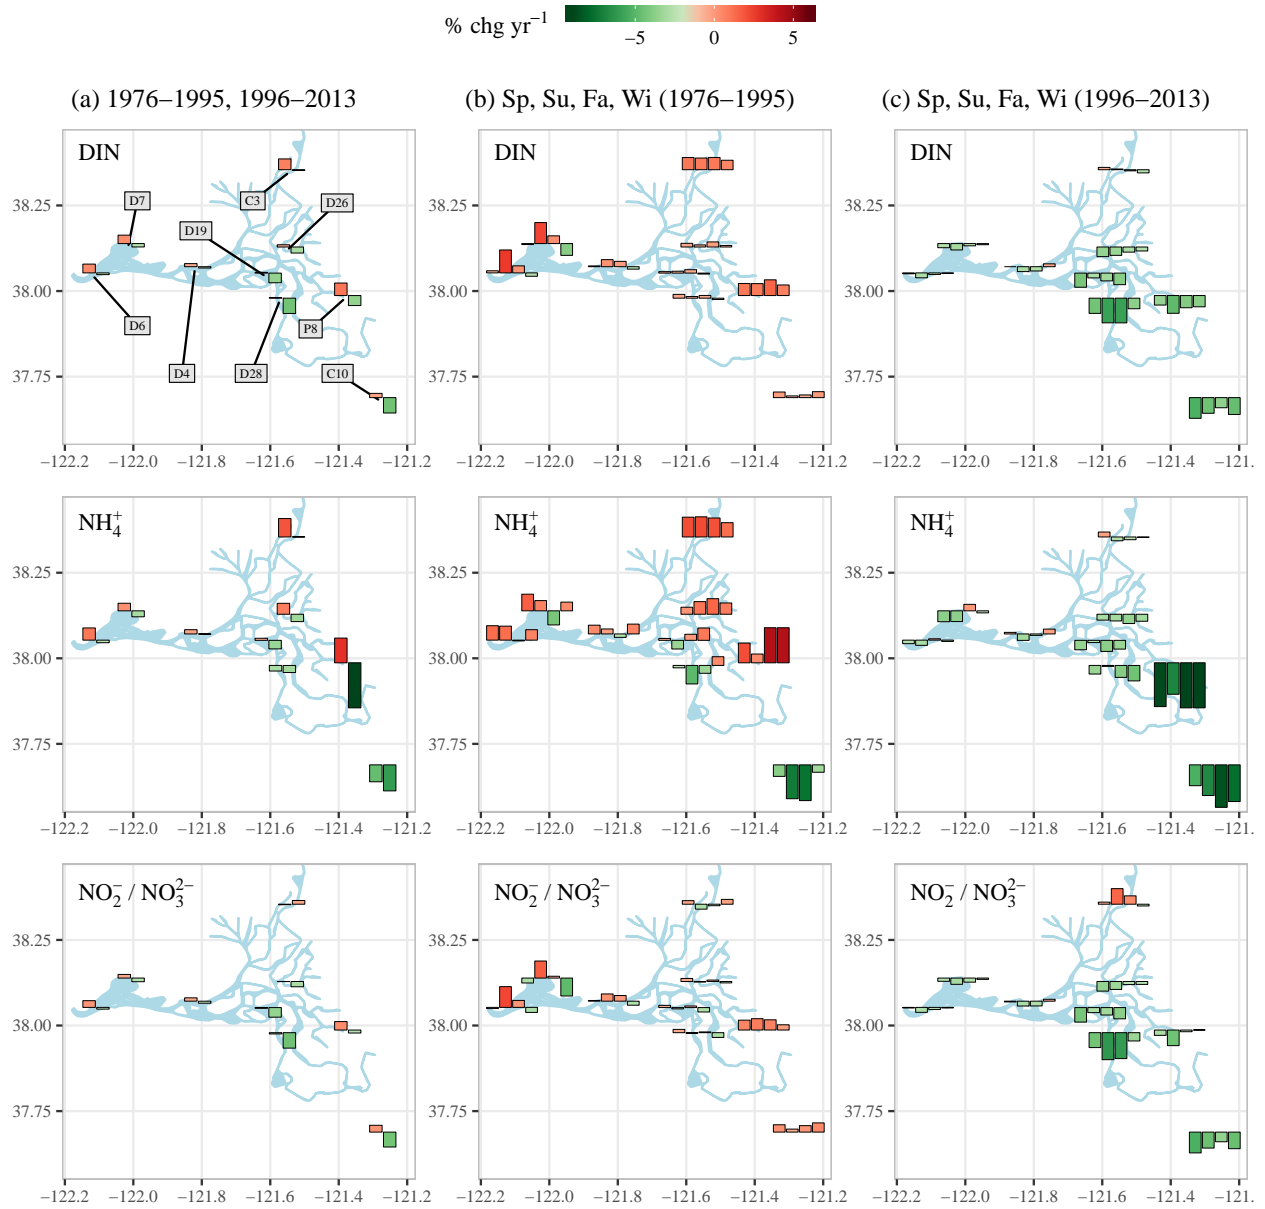 % chg yr−1
−5 0 5
(a) 1976–1995, 1996–2013
(b) Sp, Su, Fa, Wi (1976–1995)
(c) Sp, Su, Fa, Wi (1996–2013)
DIN
DIN
DIN
D7
C3
D26
D19
D6
D4
D28
P8
C10
38.25
38.00
37.75
38.25
38.00
37.75
38.25
38.00
37.75
−122.2 −122.0 −121.8 −121.6 −121.4 −121.2
−122.2 −122.0 −121.8 −121.6 −121.4 −121.2
−122.2 −122.0 −121.8 −121.6 −121.4 −121.
NH4+
NH4+
NH4+
38.25
38.00
37.75
38.25
38.00
37.75
38.25
38.00
37.75
−122.2 −122.0 −121.8 −121.6 −121.4 −121.2
−122.2 −122.0 −121.8 −121.6 −121.4 −121.2
−122.2 −122.0 −121.8 −121.6 −121.4 −121.
NO2− / NO32−
NO2− / NO32−
NO2− / NO32−
38.25
38.00
37.75
38.25
38.00
37.75
38.25
38.00
37.75
−122.2 −122.0 −121.8 −121.6 −121.4 −121.2
−122.2 −122.0 −121.8 −121.6 −121.4 −121.2
−122.2 −122.0 −121.8 −121.6 −121.4 −121.